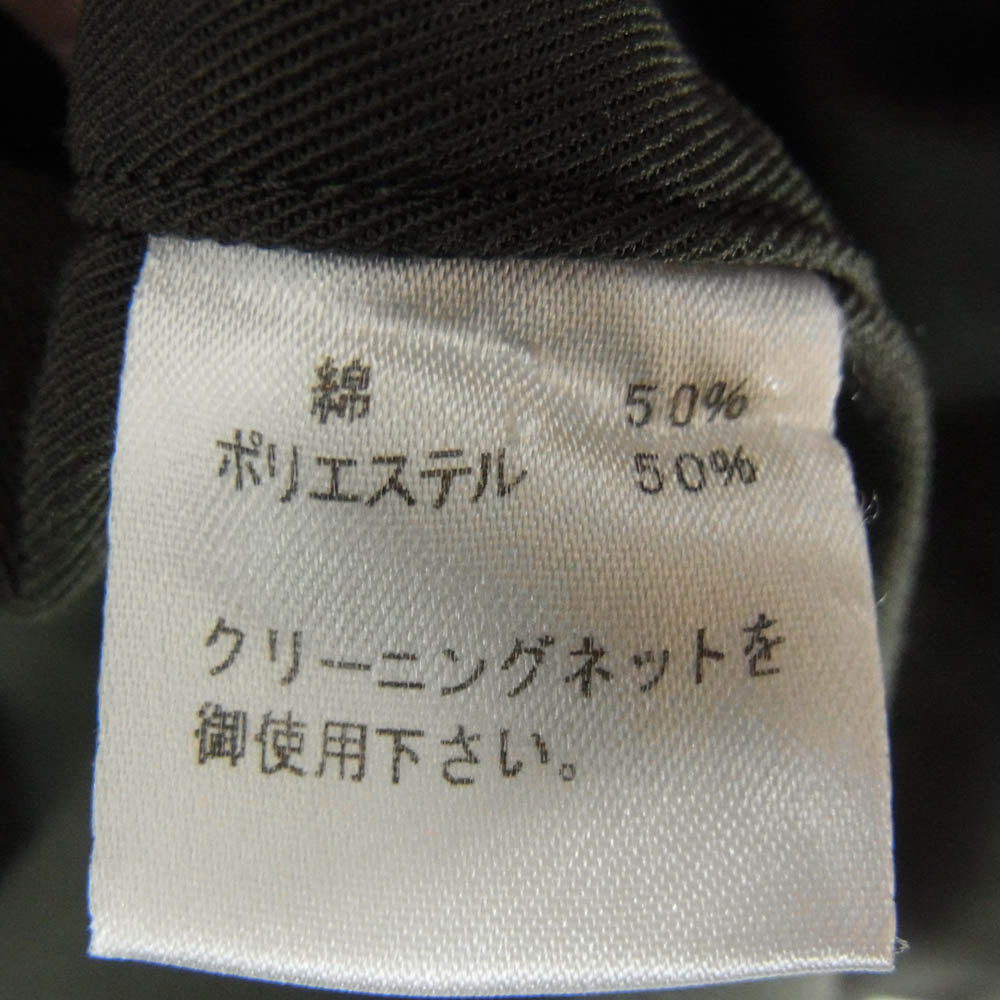 綿 50%
ポリエステル 50%
クリーニングネットを
御使用下さい。